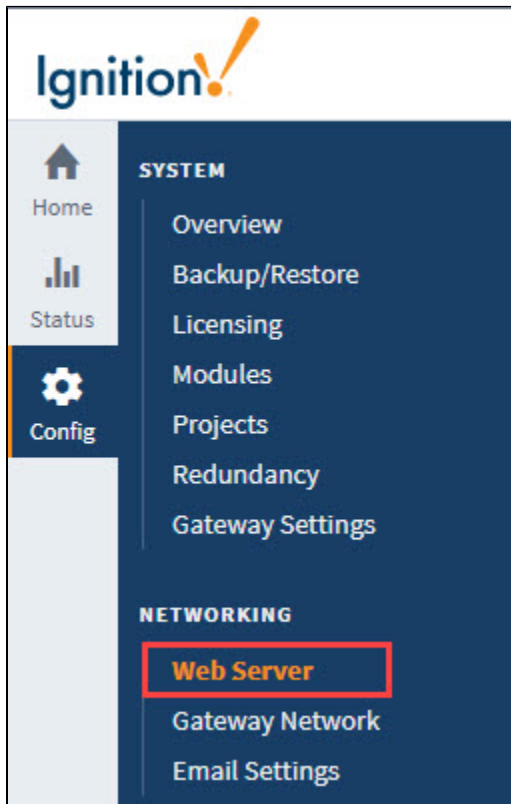 Ignition!
Home
Status
Config
SYSTEM
Overview
Backup/Restore
Licensing
Modules
Projects
Redundancy
Gateway Settings
NETWORKING
Web Server
Gateway Network
Email Settings